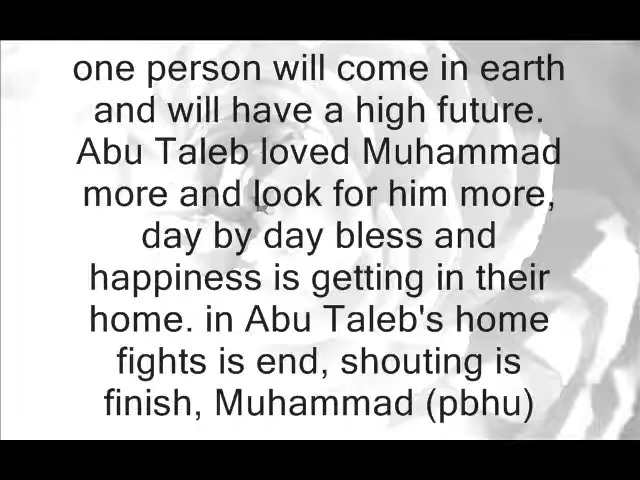 one person will come in earth
and will have a high future.
Abu Taleb loved Muhammad
more and look for him more,
day by day bless and
happiness is getting in their
home. in Abu Taleb's home
fights is end, shouting is
finish, Muhammad (pbhu)